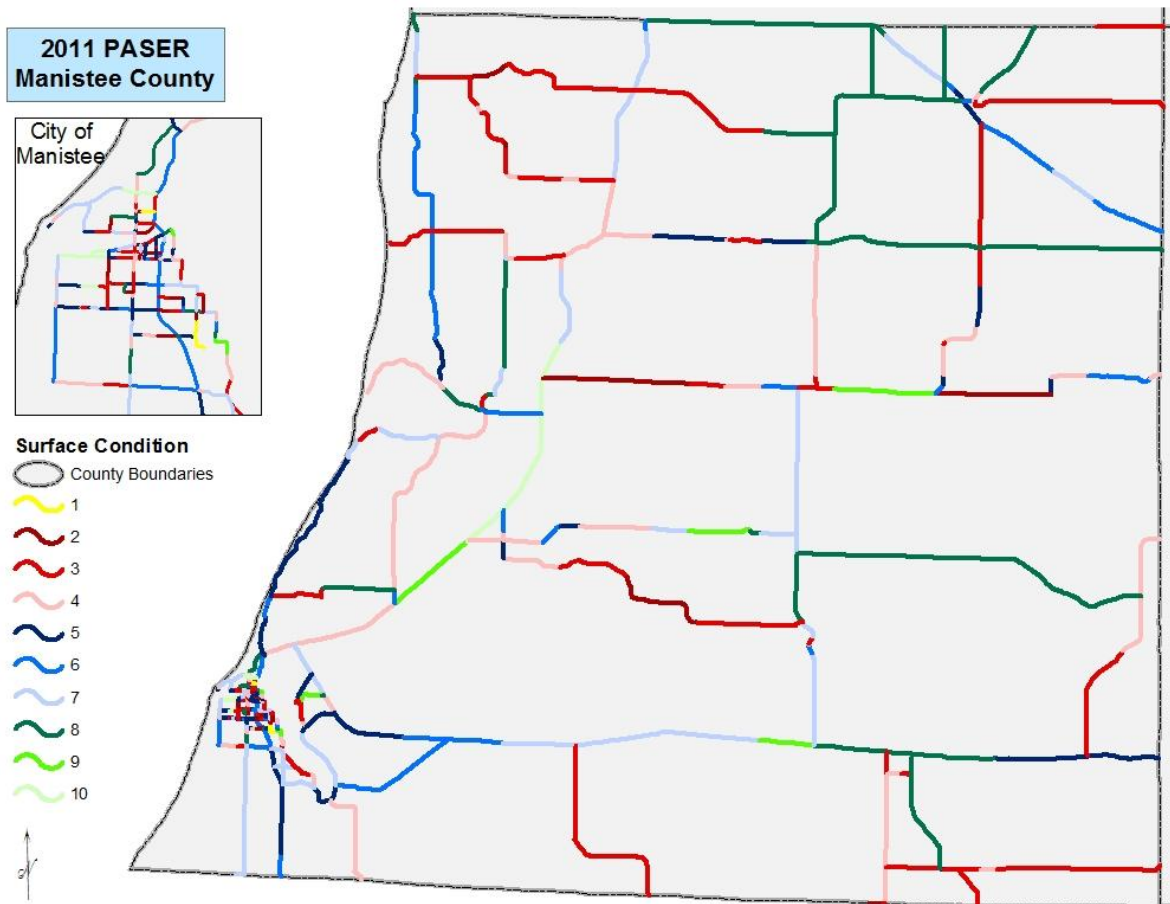 2011 PASER
Manistee County
City of
Manistee
Surface Condition
County Boundaries
1
2
3
4
5
6
7
8
9
10
N